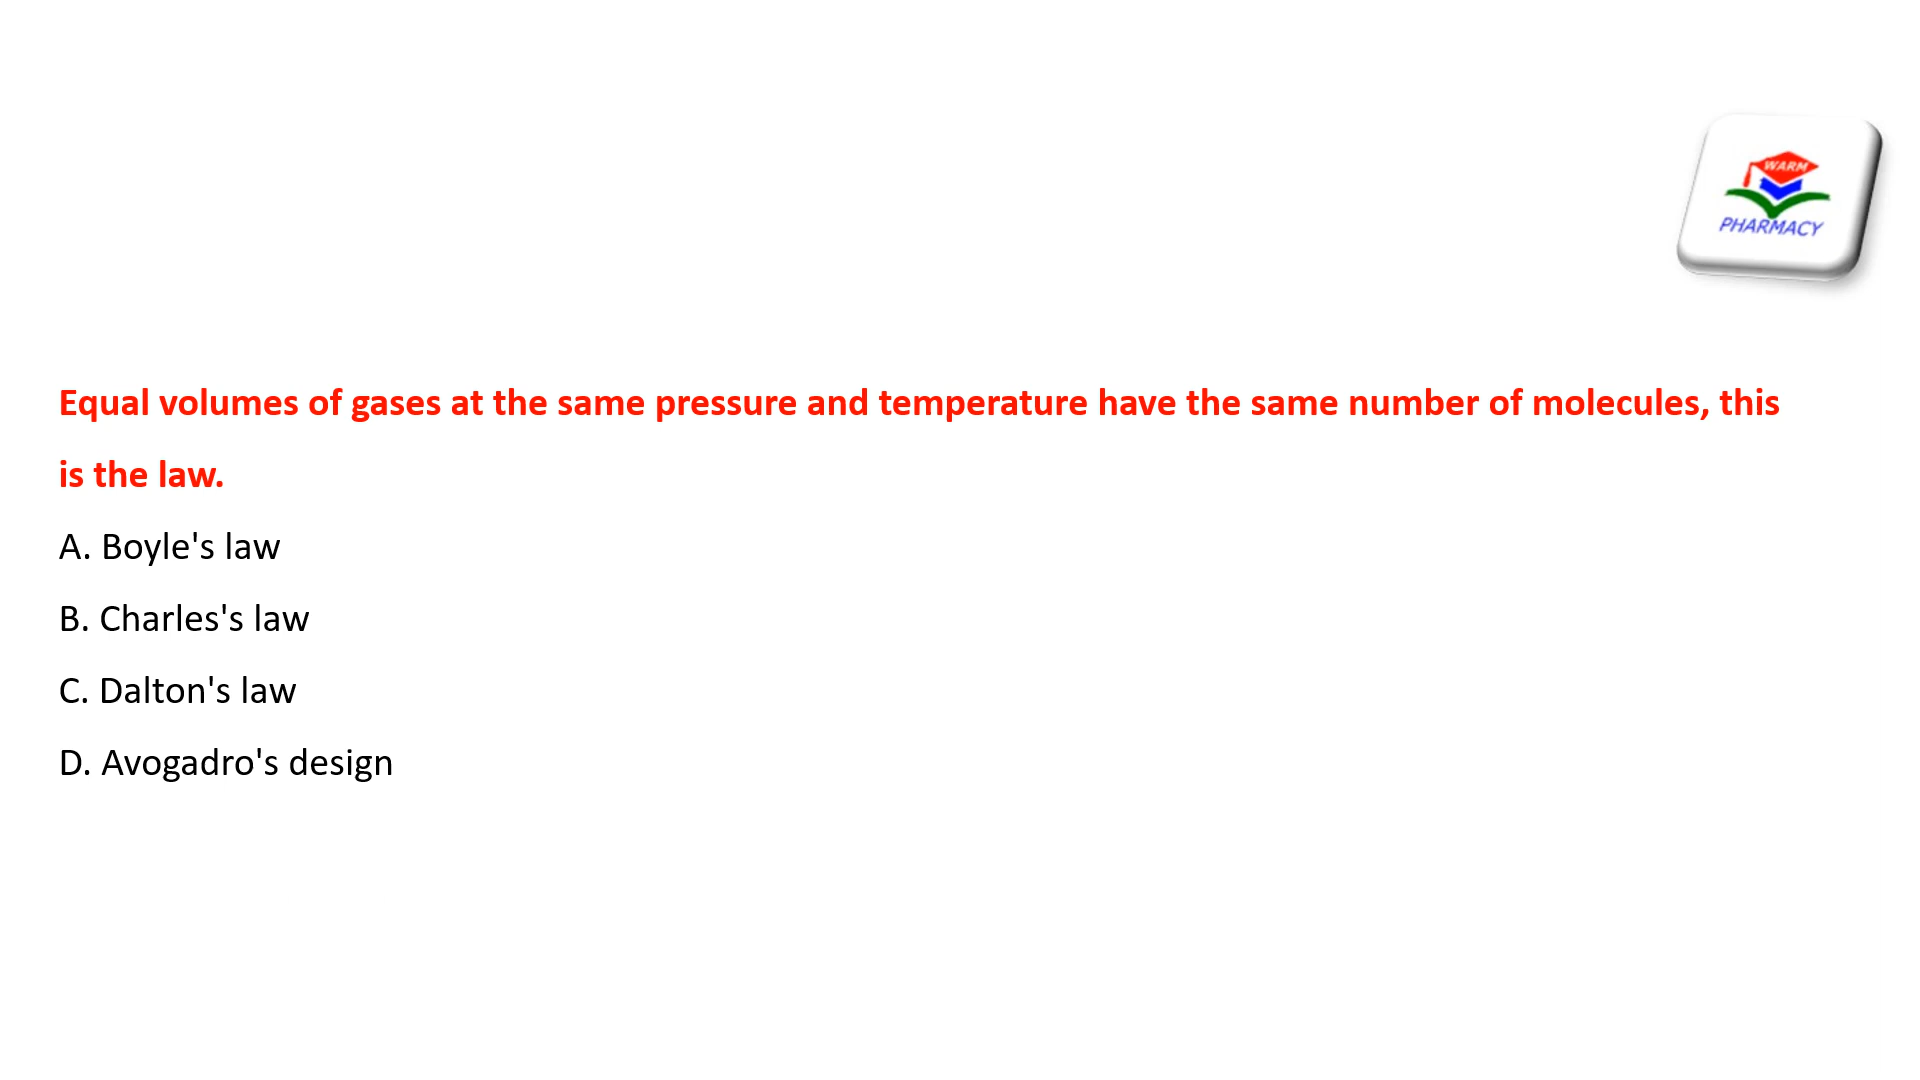 WARM
PHARMACY
Equal volumes of gases at the same pressure and temperature have the same number of molecules, this
is the law.
A. Boyle's law
B. Charles's law
C. Dalton's law
D. Avogadro's design